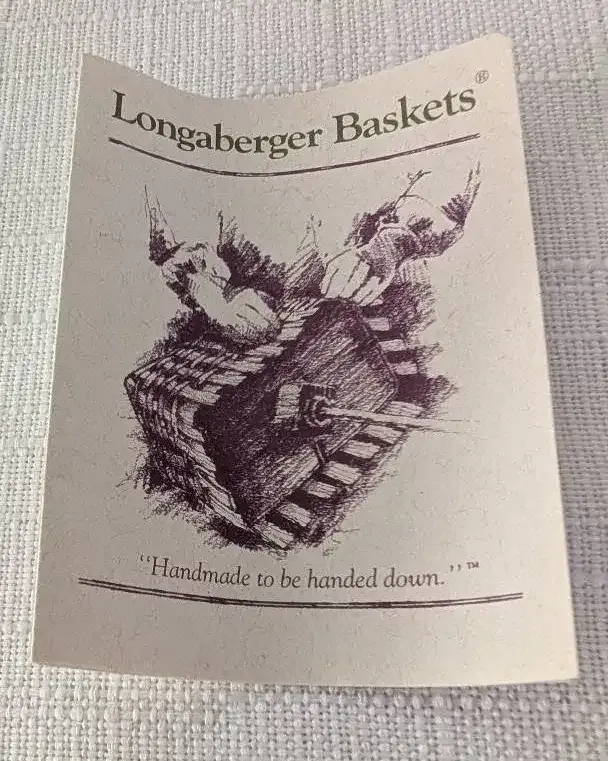 Longaberger Baskets®
“Handmade to be handed down.”™